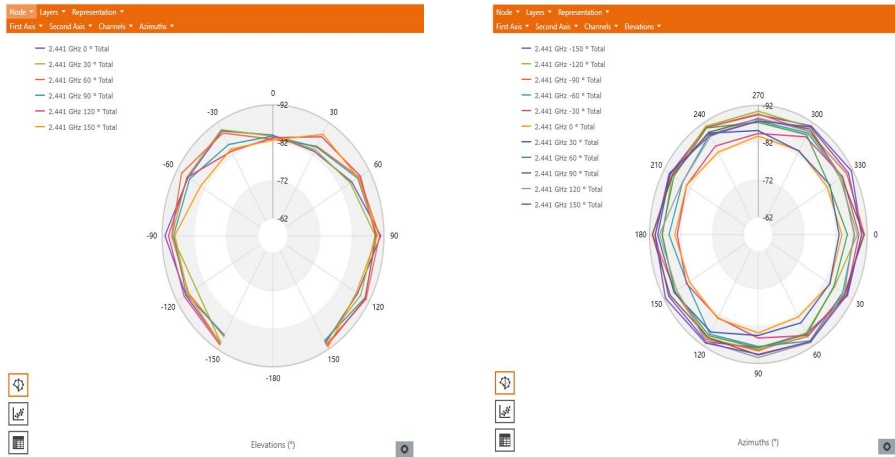 Node Layers Representation
First Axis Second Axis Channels Azimuths
2.441 GHz 0 ° Total
2.441 GHz 30 ° Total
2.441 GHz 60 ° Total
2.441 GHz 90 ° Total
2.441 GHz 120 ° Total
2.441 GHz 150 ° Total
0
-92
-30
30
-82
-60
60
-72
-62
-90
90
-120
120
-150
150
-180
Elevations (°)
Node Layers Representation
First Axis Second Axis Channels Elevations
2.441 GHz -150 ° Total
2.441 GHz -120 ° Total
2.441 GHz -90 ° Total
2.441 GHz -60 ° Total
2.441 GHz -30 ° Total
2.441 GHz 0 ° Total
2.441 GHz 30 ° Total
2.441 GHz 60 ° Total
2.441 GHz 90 ° Total
2.441 GHz 120 ° Total
2.441 GHz 150 ° Total
270
-92
240
300
-82
210
330
-72
-62
180
0
150
30
120
60
90
Azimuths (°)